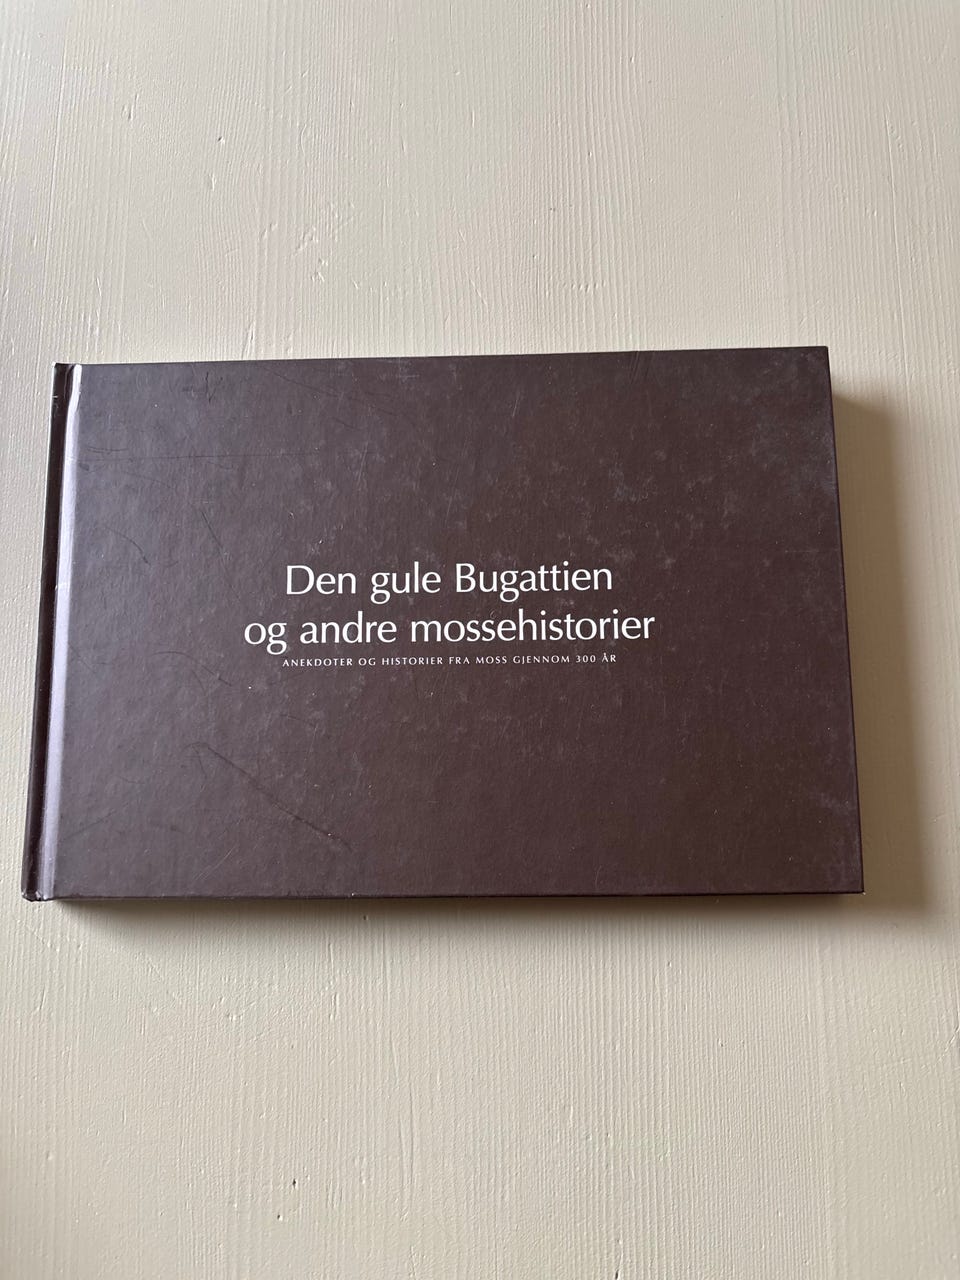 Den gule Bugattien
og andre mossehistorier
ANEKDOTER OG HISTORIER FRA MOSS GJENNOM 300 ÅR